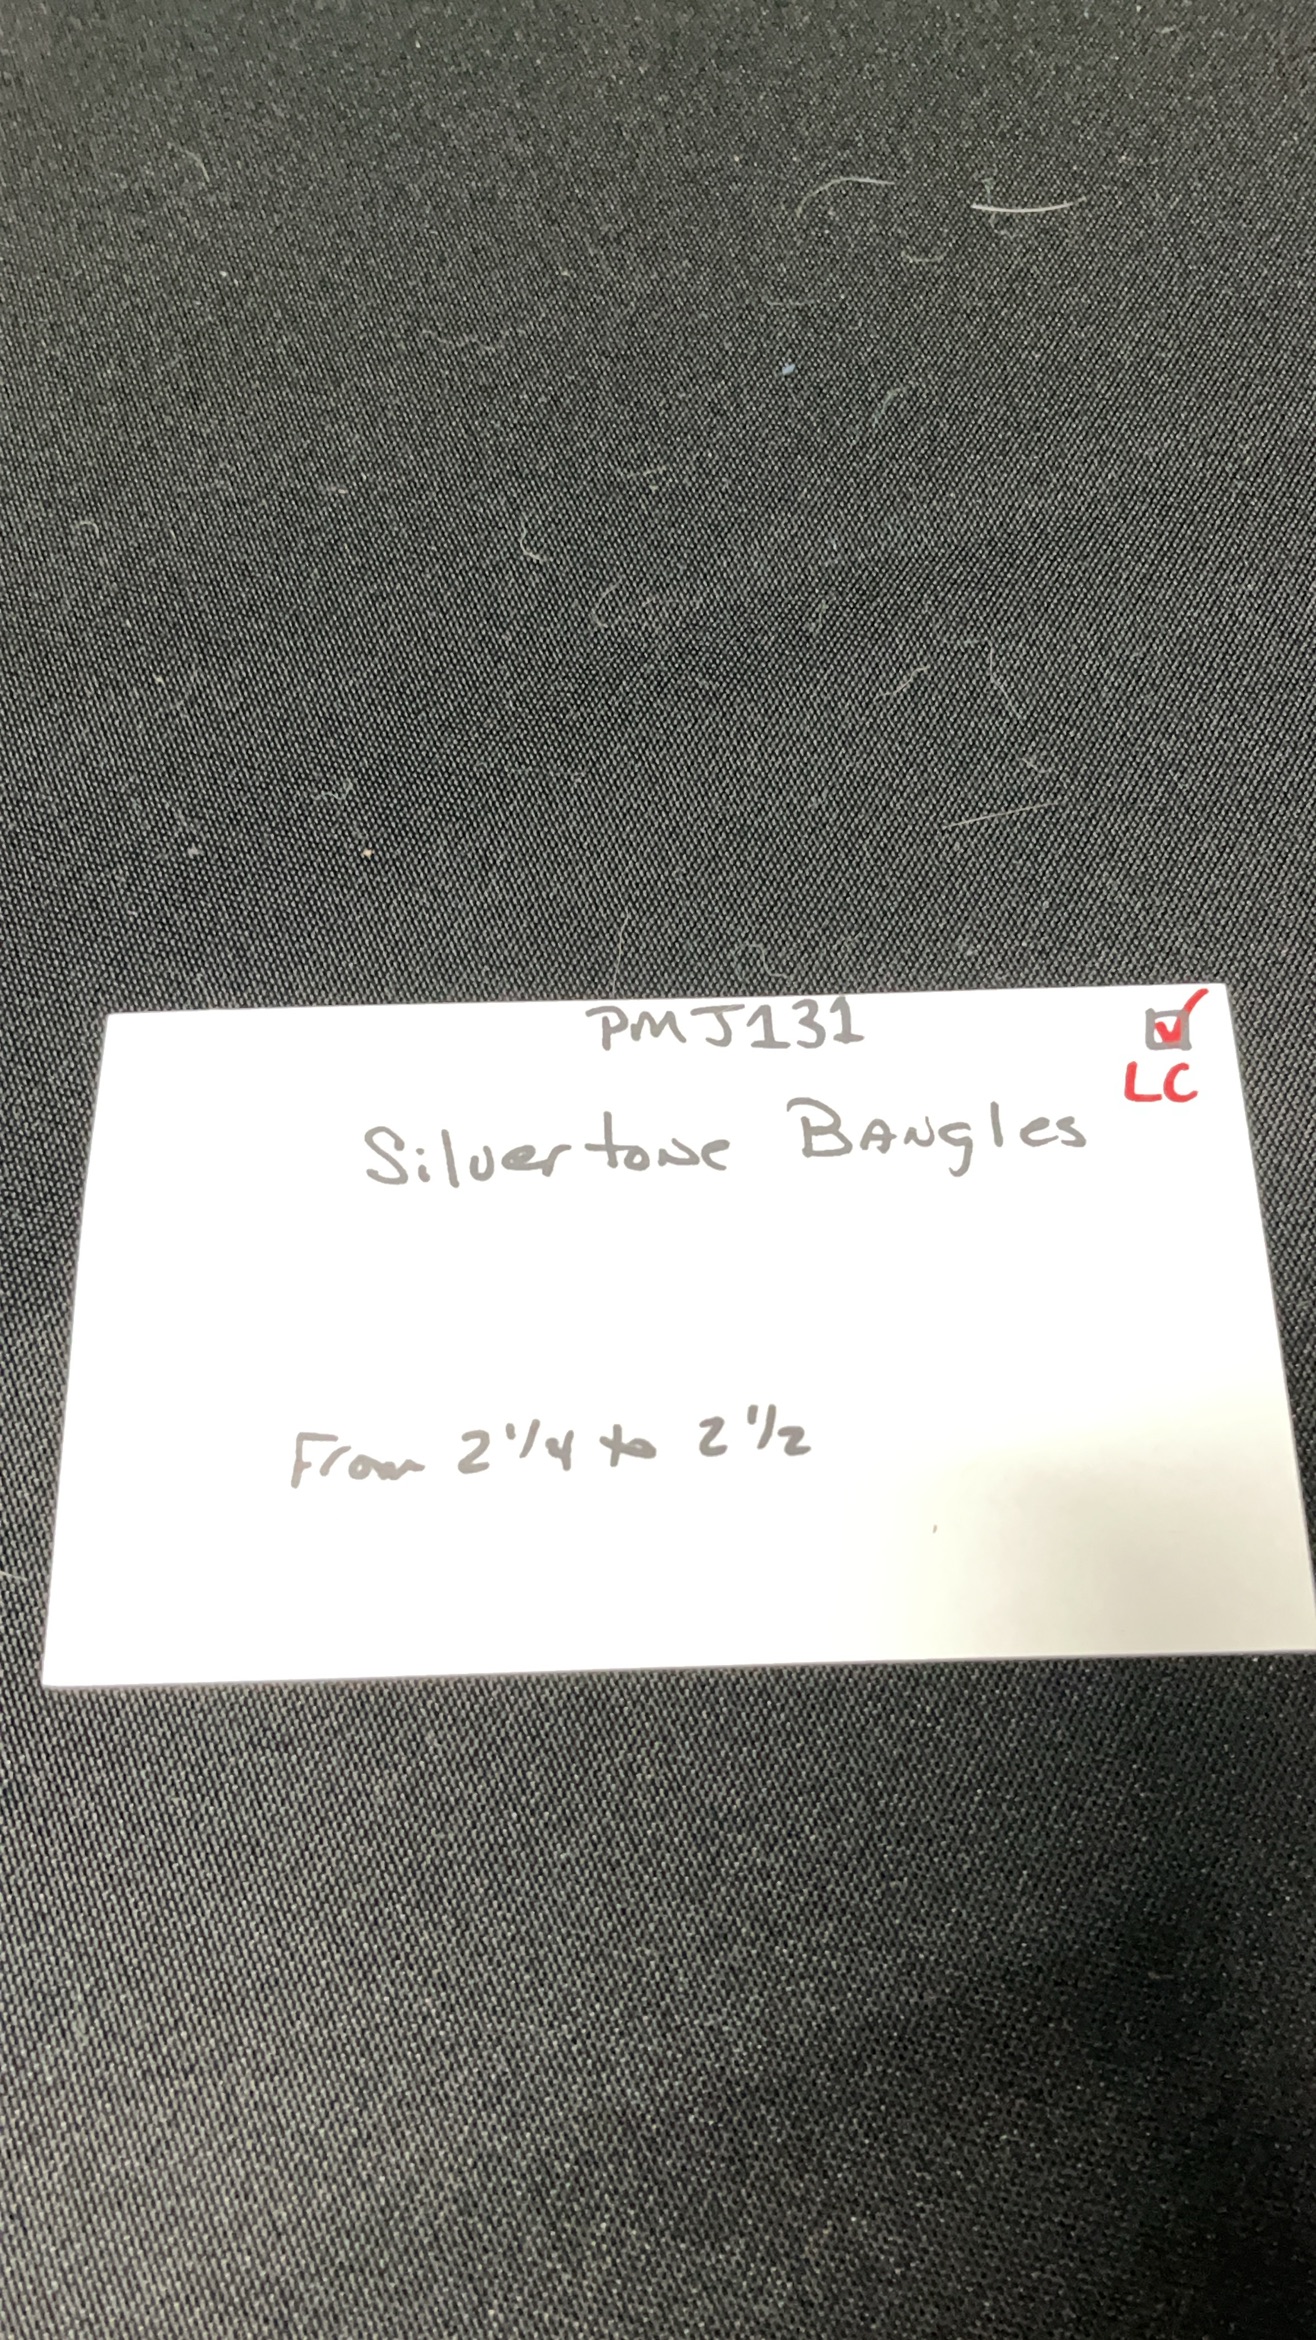 PMJ131 ☑
LC
Silvertone BANgles
From 2 1/4 to 2 1/2